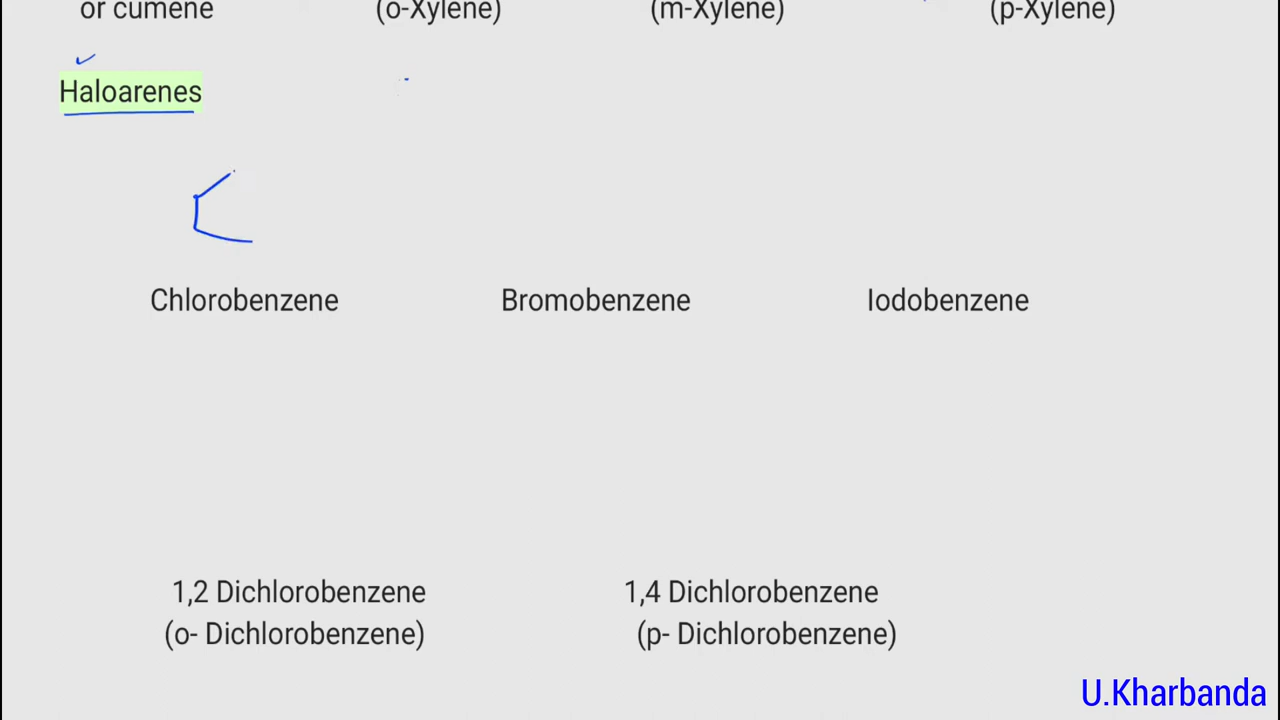 or cumene (o-Xylene) (m-Xylene) (p-Xylene)
Haloarenes
Chlorobenzene Bromobenzene Iodobenzene
1,2 Dichlorobenzene 1,4 Dichlorobenzene
(o- Dichlorobenzene) (p- Dichlorobenzene)
U.Kharbanda